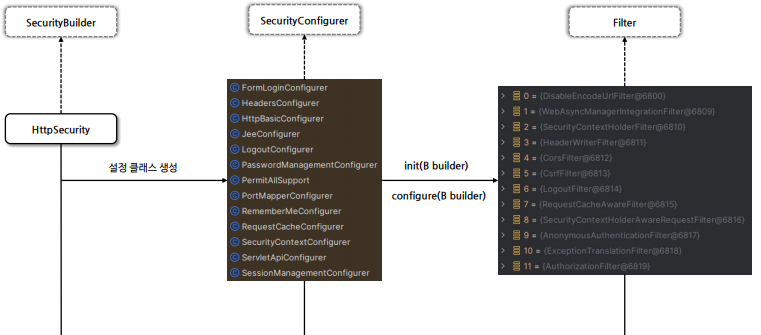 SecurityBuilder
SecurityConfigurer
Filter
HttpSecurity
설정 클래스 생성
FormLoginConfigurer
HeadersConfigurer
HttpBasicConfigurer
JeeConfigurer
LogoutConfigurer
PasswordManagementConfigurer
PermitAllSupport
PortMapperConfigurer
RememberMeConfigurer
RequestCacheConfigurer
SecurityContextConfigurer
ServletApiConfigurer
SessionManagementConfigurer
init(B builder)
configure(B builder)
0 = {DisableEncodeUrlFilter@6800}
1 = {WebAsyncManagerIntegrationFilter@6809}
2 = {SecurityContextHolderFilter@6810}
3 = {HeaderWriterFilter@6811}
4 = {CorsFilter@6812}
5 = {CsrfFilter@6813}
6 = {LogoutFilter@6814}
7 = {RequestCacheAwareFilter@6815}
8 = {SecurityContextHolderAwareRequestFilter@6816}
9 = {AnonymousAuthenticationFilter@6817}
10 = {ExceptionTranslationFilter@6818}
11 = {AuthorizationFilter@6819}